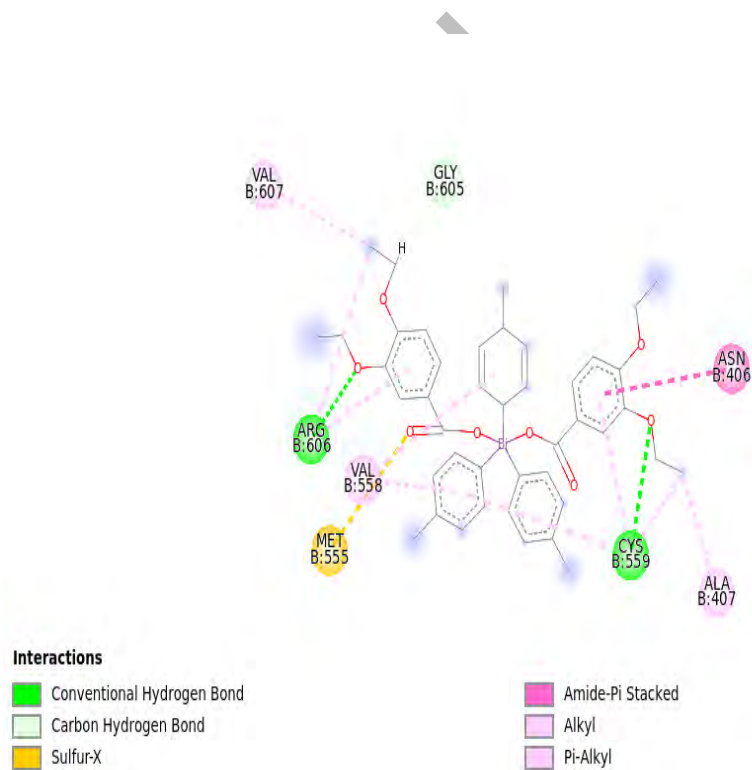 VAL
B:607
GLY
B:605
H
O
O
O
ASN
B:406
O
ARG
B:606
O
O
Bi
O
VAL
B:558
O
MET
B:555
CYS
B:559
ALA
B:407
Interactions
Conventional Hydrogen Bond
Carbon Hydrogen Bond
Sulfur-X
Amide-Pi Stacked
Alkyl
Pi-Alkyl